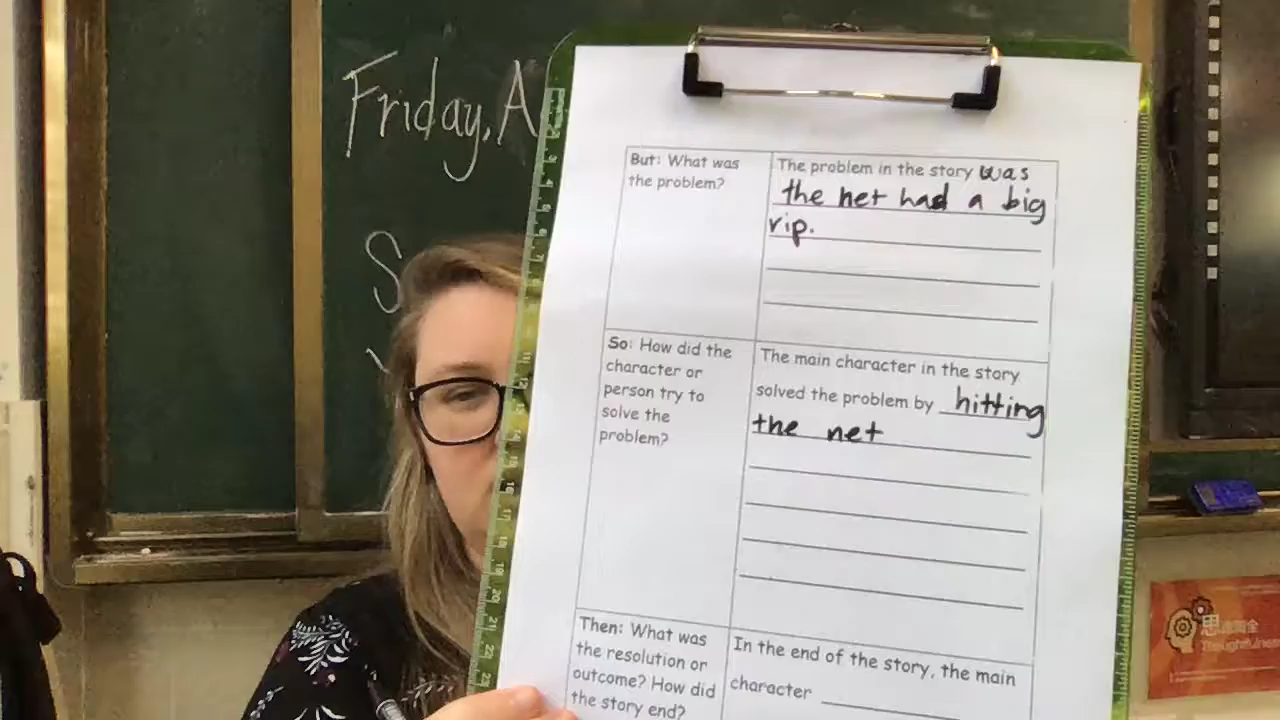 Friday, A
S
But: What was
the problem?
The problem in the story was
the net had a big
rip.
So: How did the
character or
person try to
solve the
problem?
The main character in the story
solved the problem by hitting
the net
Then: What was
the resolution or
outcome? How did
the story end?
In the end of the story, the main
character
思
Thoughtfulness